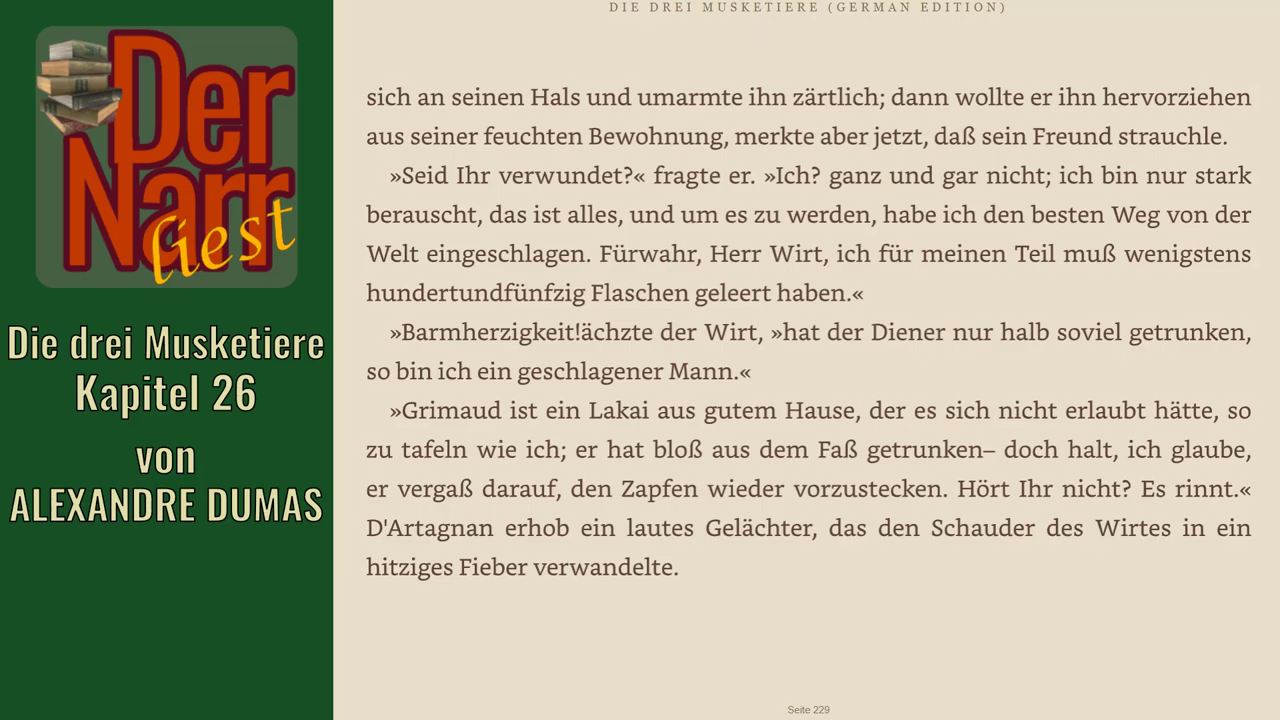 Der
Narr
liest
Die drei Musketiere
Kapitel 26
von
ALEXANDRE DUMAS
DIE DREI MUSKETIERE (GERMAN EDITION)
sich an seinen Hals und umarmte ihn zärtlich; dann wollte er ihn hervorziehen
aus seiner feuchten Bewohnung, merkte aber jetzt, daß sein Freund strauchle.
»Seid Ihr verwundet?« fragte er. »Ich? ganz und gar nicht; ich bin nur stark
berauscht, das ist alles, und um es zu werden, habe ich den besten Weg von der
Welt eingeschlagen. Fürwahr, Herr Wirt, ich für meinen Teil muß wenigstens
hundertundfünfzig Flaschen geleert haben.«
»Barmherzigkeit!ächzte der Wirt, »hat der Diener nur halb soviel getrunken,
so bin ich ein geschlagener Mann.«
»Grimaud ist ein Lakai aus gutem Hause, der es sich nicht erlaubt hätte, so
zu tafeln wie ich; er hat bloß aus dem Faß getrunken– doch halt, ich glaube,
er vergaß darauf, den Zapfen wieder vorzustecken. Hört Ihr nicht? Es rinnt.«
D'Artagnan erhob ein lautes Gelächter, das den Schauder des Wirtes in ein
hitziges Fieber verwandelte.
Seite 229